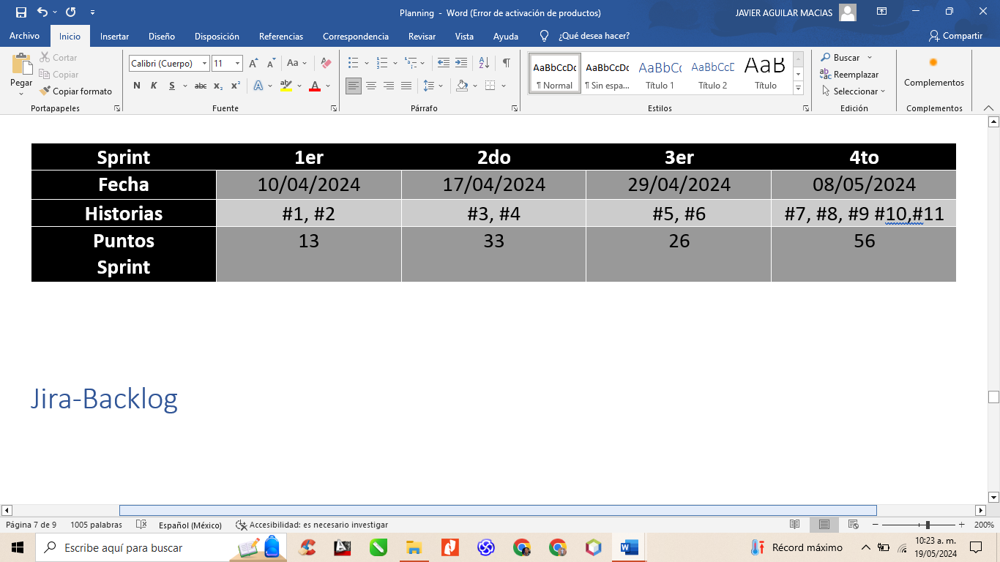 Planning - Word (Error de activación de productos)
JAVIER AGUILAR MACIAS
Archivo Inicio Insertar Diseño Disposición Referencias Correspondencia Revisar Vista Ayuda ¿Qué desea hacer? Compartir
Pegar
Cortar
Copiar
Copiar formato
Portapapeles
Calibri (Cuerpo) 11 A A Aa
N K S abc x₂ x² A ab A
Fuente
Párrafo
AaBbCcDc AaBbCcDc AaBbCc AaBbCcD AaB
¶ Normal ¶ Sin espa... Título 1 Título 2 Título
Estilos
Buscar
Reemplazar
Seleccionar
Edición
Complementos
Complementos
Sprint 1er 2do 3er 4to
Fecha 10/04/2024 17/04/2024 29/04/2024 08/05/2024
Historias #1, #2 #3, #4 #5, #6 #7, #8, #9 #10,#11
Puntos 13 33 26 56
Sprint
Jira-Backlog
Página 7 de 9 1005 palabras Español (México) Accesibilidad: es necesario investigar 200%
Escribe aquí para buscar
Récord máximo
10:23 a. m.
19/05/2024